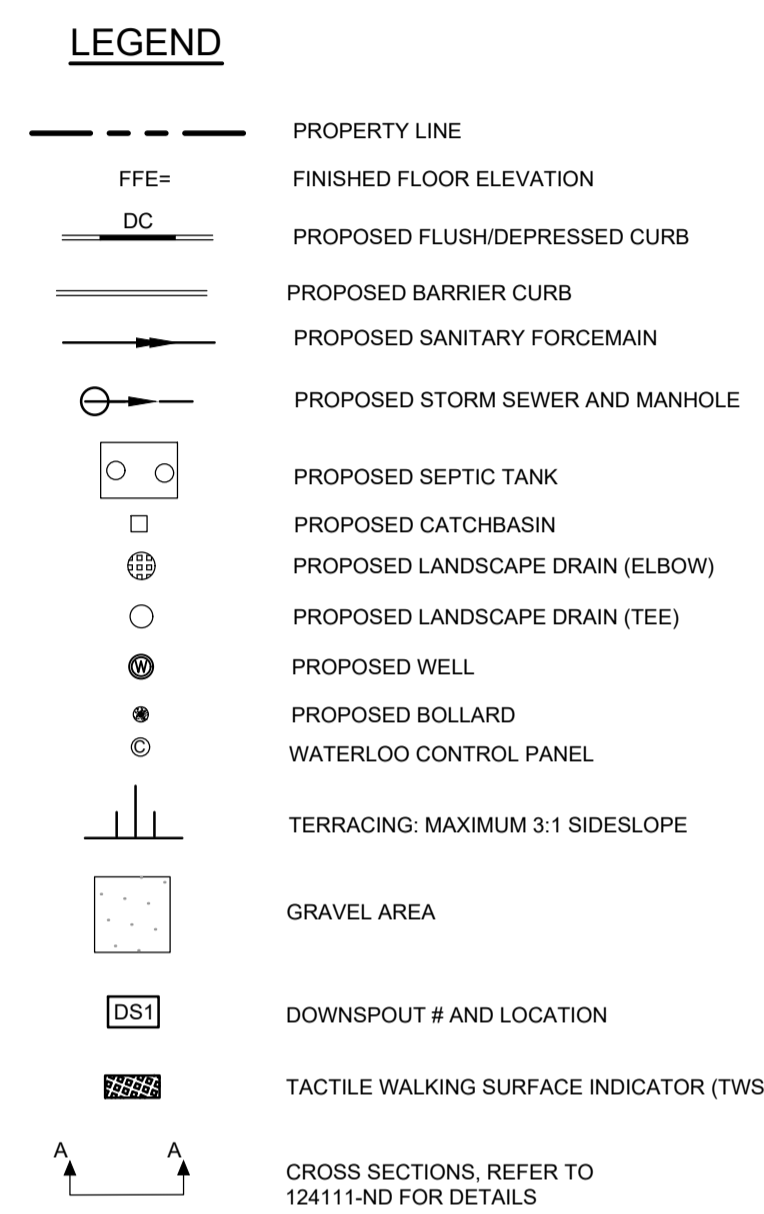 LEGEND
PROPERTY LINE
FFE= FINISHED FLOOR ELEVATION
DC PROPOSED FLUSH/DEPRESSED CURB
PROPOSED BARRIER CURB
PROPOSED SANITARY FORCEMAIN
PROPOSED STORM SEWER AND MANHOLE
PROPOSED SEPTIC TANK
PROPOSED CATCHBASIN
PROPOSED LANDSCAPE DRAIN (ELBOW)
PROPOSED LANDSCAPE DRAIN (TEE)
W PROPOSED WELL
PROPOSED BOLLARD
C WATERLOO CONTROL PANEL
TERRACING: MAXIMUM 3:1 SIDESLOPE
GRAVEL AREA
DS1 DOWNSPOUT # AND LOCATION
TACTILE WALKING SURFACE INDICATOR (TWS
A A CROSS SECTIONS, REFER TO
124111-ND FOR DETAILS